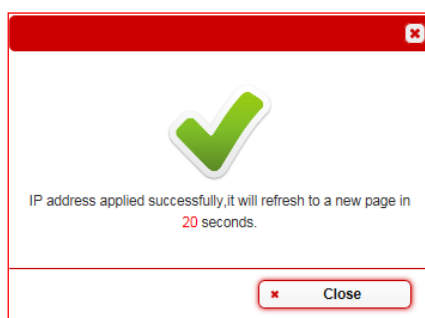 IP address applied successfully,it will refresh to a new page in
20 seconds.
Close